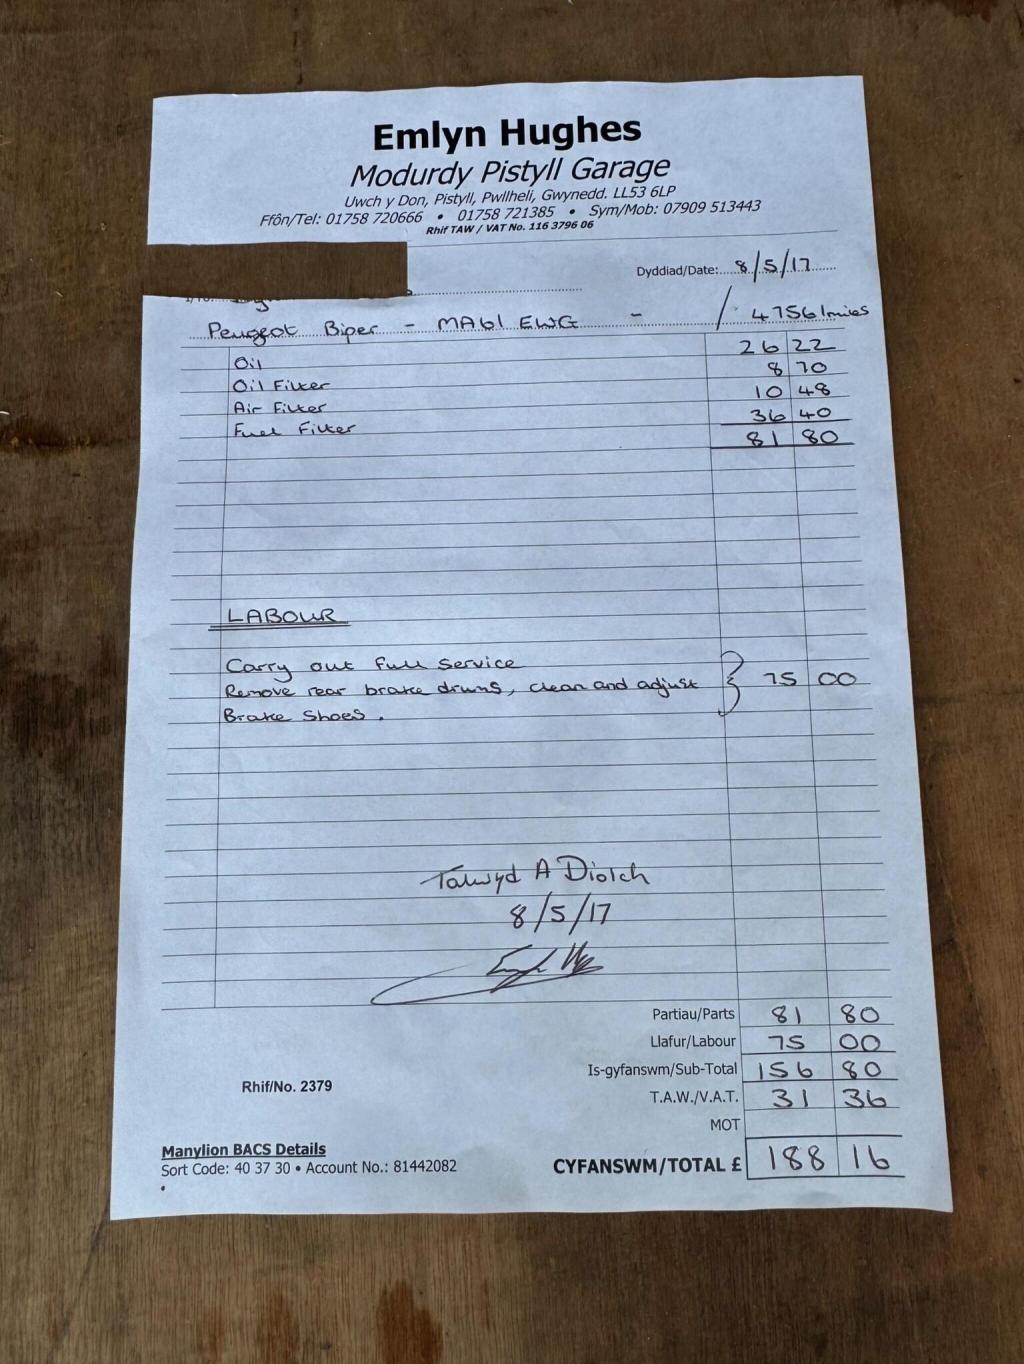 Emlyn Hughes
Modurdy Pistyll Garage
Uwch y Don, Pistyll, Pwllheli, Gwynedd. LL53 6LP
Ffôn/Tel: 01758 720666 • 01758 721385 • Sym/Mob: 07909 513443
Rhif TAW / VAT No. 116 3796 06
Dyddiad/Date: 8/5/17
Peugeot Biper - MA61 EWG - / 47561miles
Oil 26 22
Oil Filter 8 70
Air Filter 10 48
Fuel Filter 36 40
81 80
LABOUR
Carry out full service
Remove rear brake drums, clean and adjust } 75 00
Brake Shoes.
Talwyd A Diolch
8/5/17
Partiau/Parts 81 80
Llafur/Labour 75 00
Is-gyfanswm/Sub-Total 156 80
Rhif/No. 2379
T.A.W./V.A.T. 31 36
MOT
Manylion BACS Details
Sort Code: 40 37 30 • Account No.: 81442082
CYFANSWM/TOTAL £ 188 16